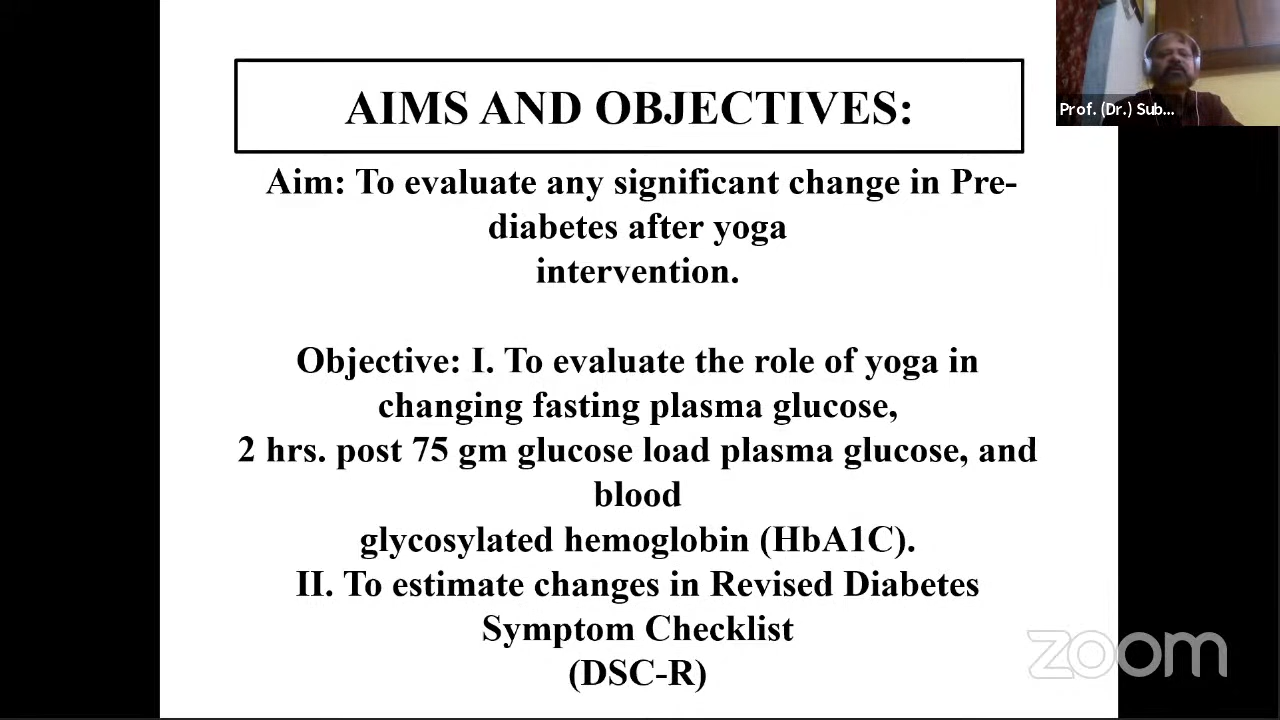 AIMS AND OBJECTIVES:
Prof. (Dr.) Sub...
Aim: To evaluate any significant change in Pre-
diabetes after yoga
intervention.
Objective: I. To evaluate the role of yoga in
changing fasting plasma glucose,
2 hrs. post 75 gm glucose load plasma glucose, and
blood
glycosylated hemoglobin (HbA1C).
II. To estimate changes in Revised Diabetes
Symptom Checklist
(DSC-R)
zoom